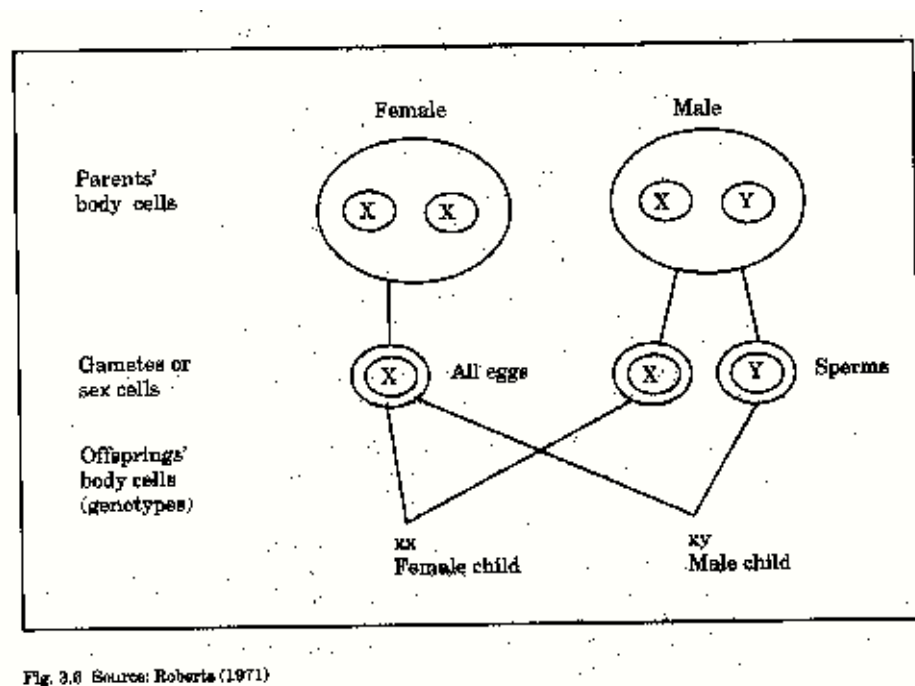 Female Male
Parents'
body cells
X X X Y
Gametes or
sex cells
X All eggs X Y Sperms
Offsprings'
body cells
(genotypes)
xx xy
Female child Male child
Fig. 3.6 Source: Roberts (1971)